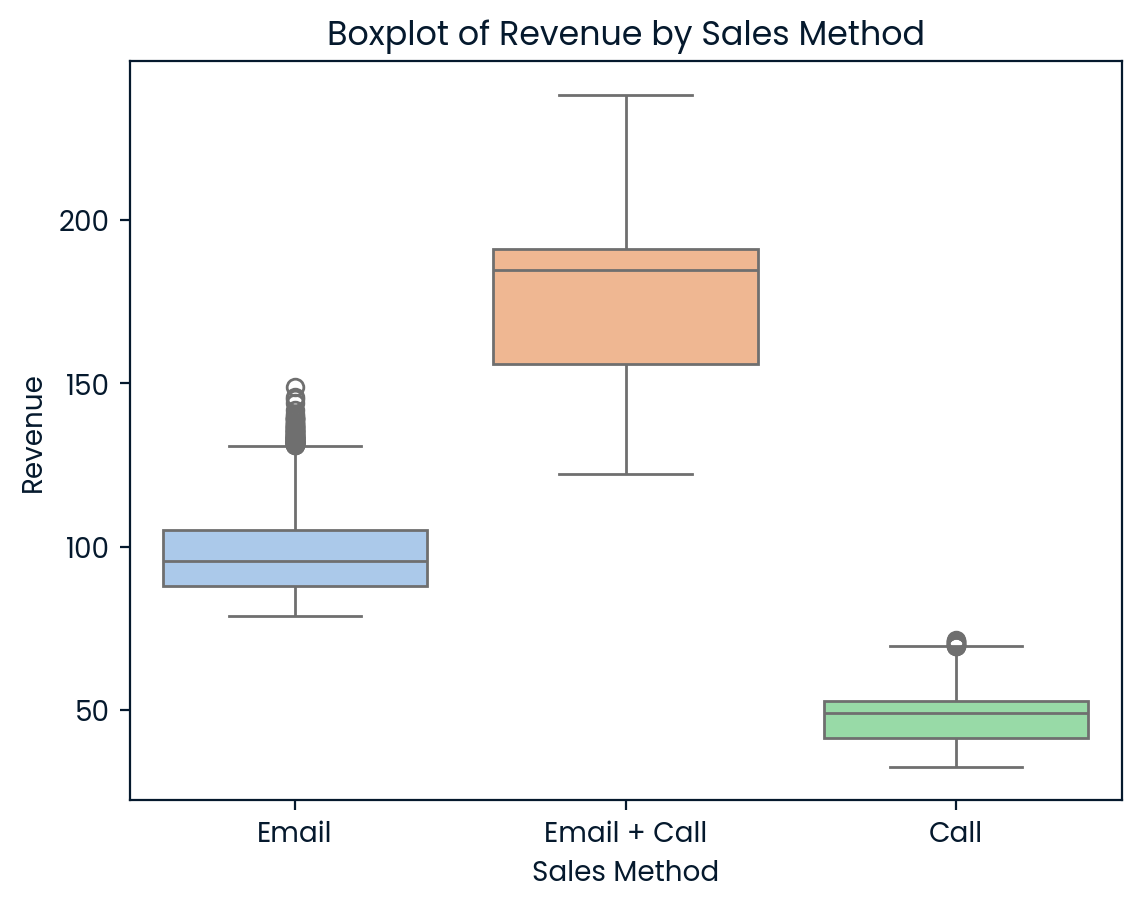 Boxplot of Revenue by Sales Method
Revenue
200
150
100
50
Email
Email + Call
Call
Sales Method